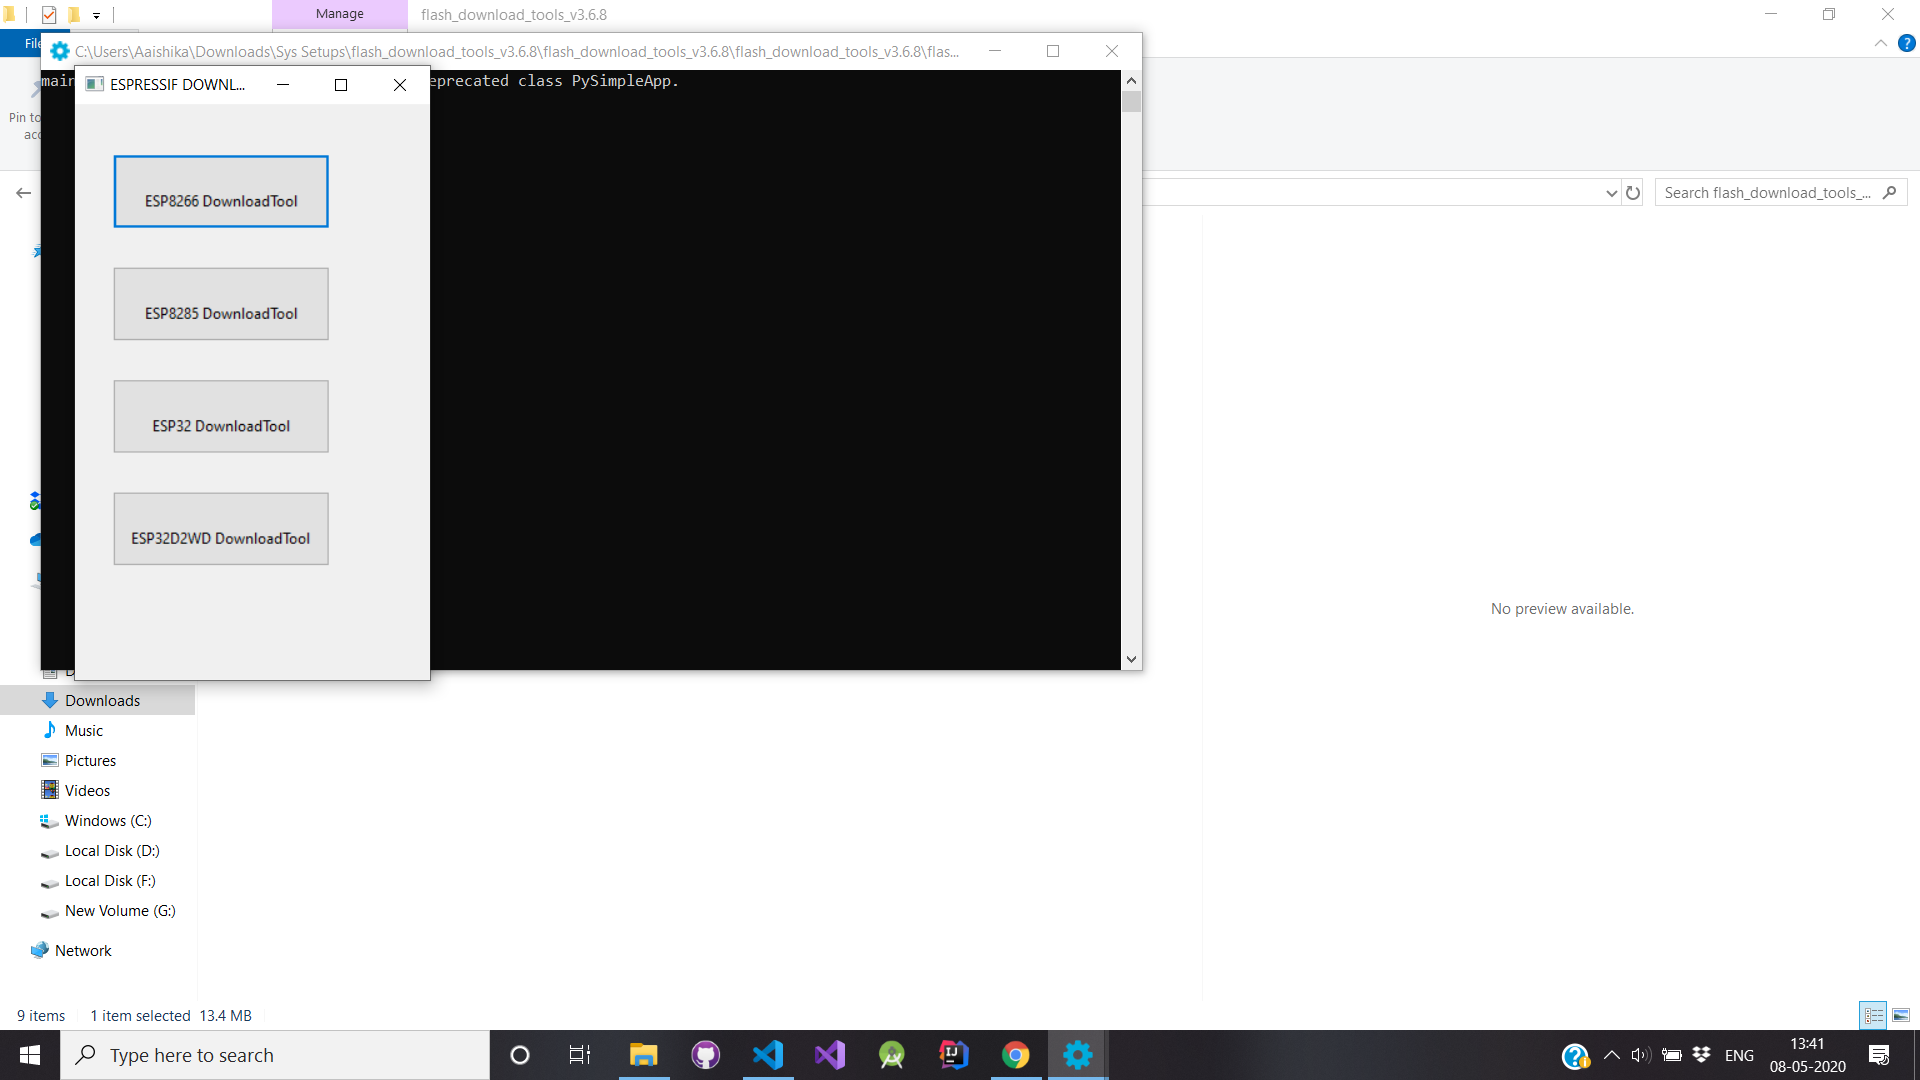 Manage
flash_download_tools_v3.6.8
File
C:\Users\Aaishika\Downloads\Sys Setups\flash_download_tools_v3.6.8\flash_download_tools_v3.6.8\flash_download_tools_v3.6.8\flas...
main
eprecated class PySimpleApp.
ESPRESSIF DOWNL...
Pin to
acc
ESP8266 DownloadTool
Search flash_download_tools_...
ESP8285 DownloadTool
ESP32 DownloadTool
ESP32D2WD DownloadTool
No preview available.
Downloads
Music
Pictures
Videos
Windows (C:)
Local Disk (D:)
Local Disk (F:)
New Volume (G:)
Network
9 items
1 item selected 13.4 MB
Type here to search
ENG
13:41
08-05-2020